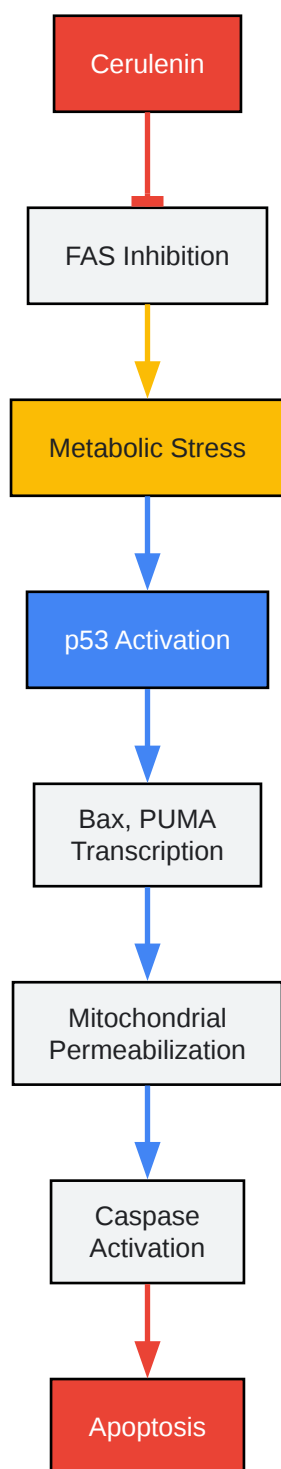 Cerulenin
FAS Inhibition
Metabolic Stress
p53 Activation
Bax, PUMA
Transcription
Mitochondrial
Permeabilization
Caspase
Activation
Apoptosis